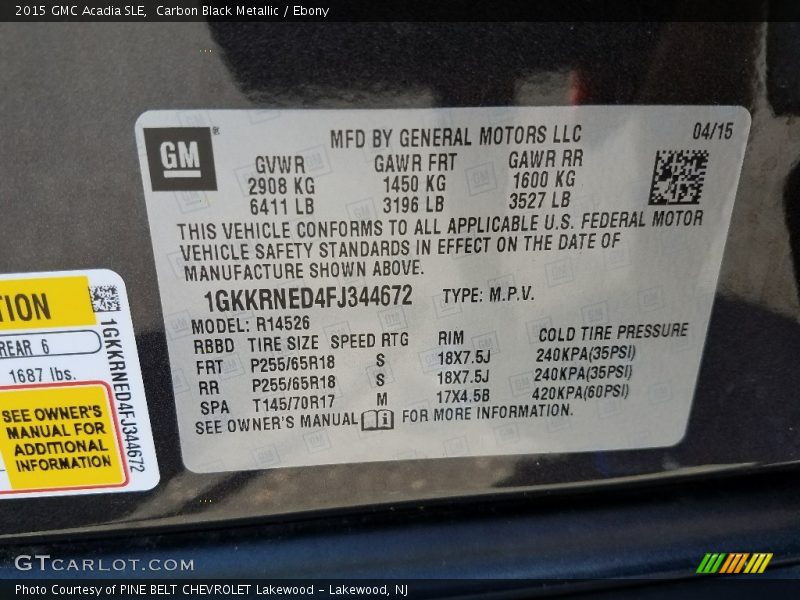 2015 GMC Acadia SLE,  Carbon Black Metallic / Ebony
GM
®
MFD BY GENERAL MOTORS LLC
04/15
GVWR GAWR FRT GAWR RR
2908 KG 1450 KG 1600 KG
6411 LB 3196 LB 3527 LB
THIS VEHICLE CONFORMS TO ALL APPLICABLE U.S. FEDERAL MOTOR
VEHICLE SAFETY STANDARDS IN EFFECT ON THE DATE OF
MANUFACTURE SHOWN ABOVE.
1GKKRNED4FJ344672 TYPE: M.P.V.
MODEL: R14526
RBBD TIRE SIZE SPEED RTG RIM COLD TIRE PRESSURE
FRT P255/65R18 S 18X7.5J 240KPA(35PSI)
RR P255/65R18 S 18X7.5J 240KPA(35PSI)
SPA T145/70R17 M 17X4.5B 420KPA(60PSI)
SEE OWNER'S MANUAL i FOR MORE INFORMATION.
TION
REAR 6
1687 lbs.
SEE OWNER'S
MANUAL FOR
ADDITIONAL
INFORMATION
1GKKRNED4FJ344672
GTCARLOT.COM
Photo Courtesy of PINE BELT CHEVROLET Lakewood - Lakewood, NJ